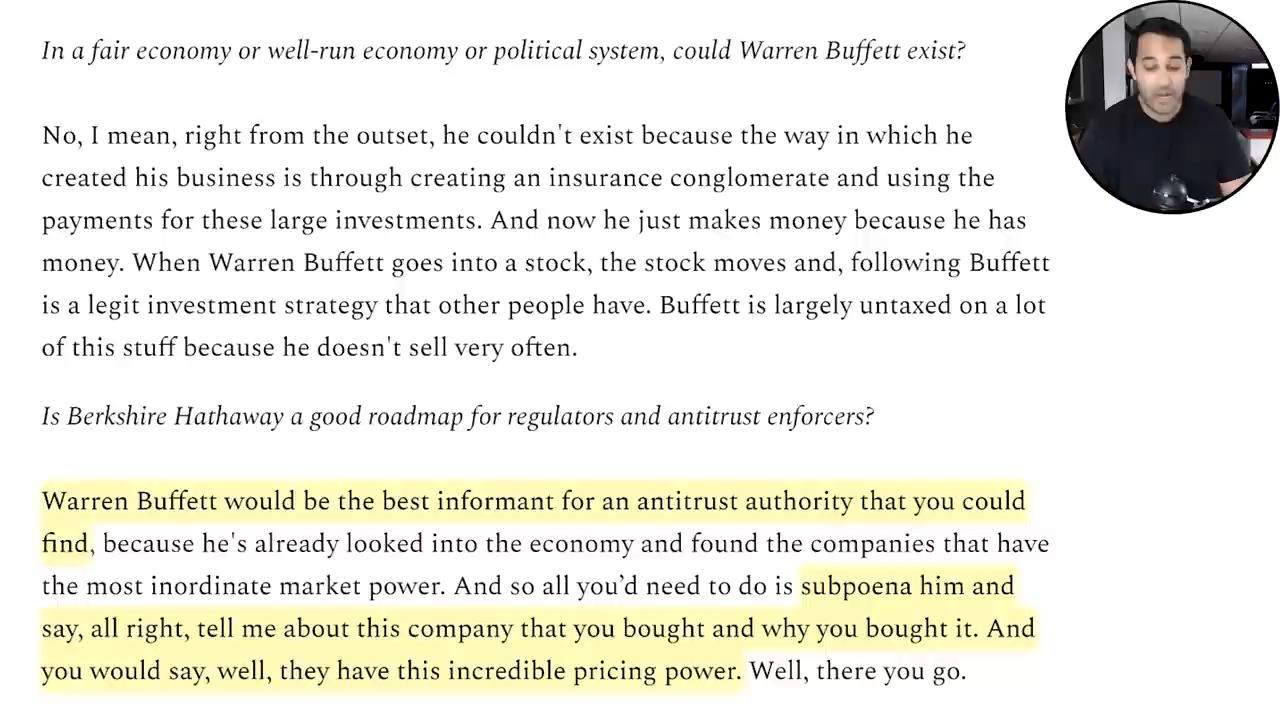 In a fair economy or well-run economy or political system, could Warren Buffett exist?
No, I mean, right from the outset, he couldn't exist because the way in which he
created his business is through creating an insurance conglomerate and using the
payments for these large investments. And now he just makes money because he has
money. When Warren Buffett goes into a stock, the stock moves and, following Buffett
is a legit investment strategy that other people have. Buffett is largely untaxed on a lot
of this stuff because he doesn't sell very often.
Is Berkshire Hathaway a good roadmap for regulators and antitrust enforcers?
Warren Buffett would be the best informant for an antitrust authority that you could
find, because he's already looked into the economy and found the companies that have
the most inordinate market power. And so all you’d need to do is subpoena him and
say, all right, tell me about this company that you bought and why you bought it. And
you would say, well, they have this incredible pricing power. Well, there you go.